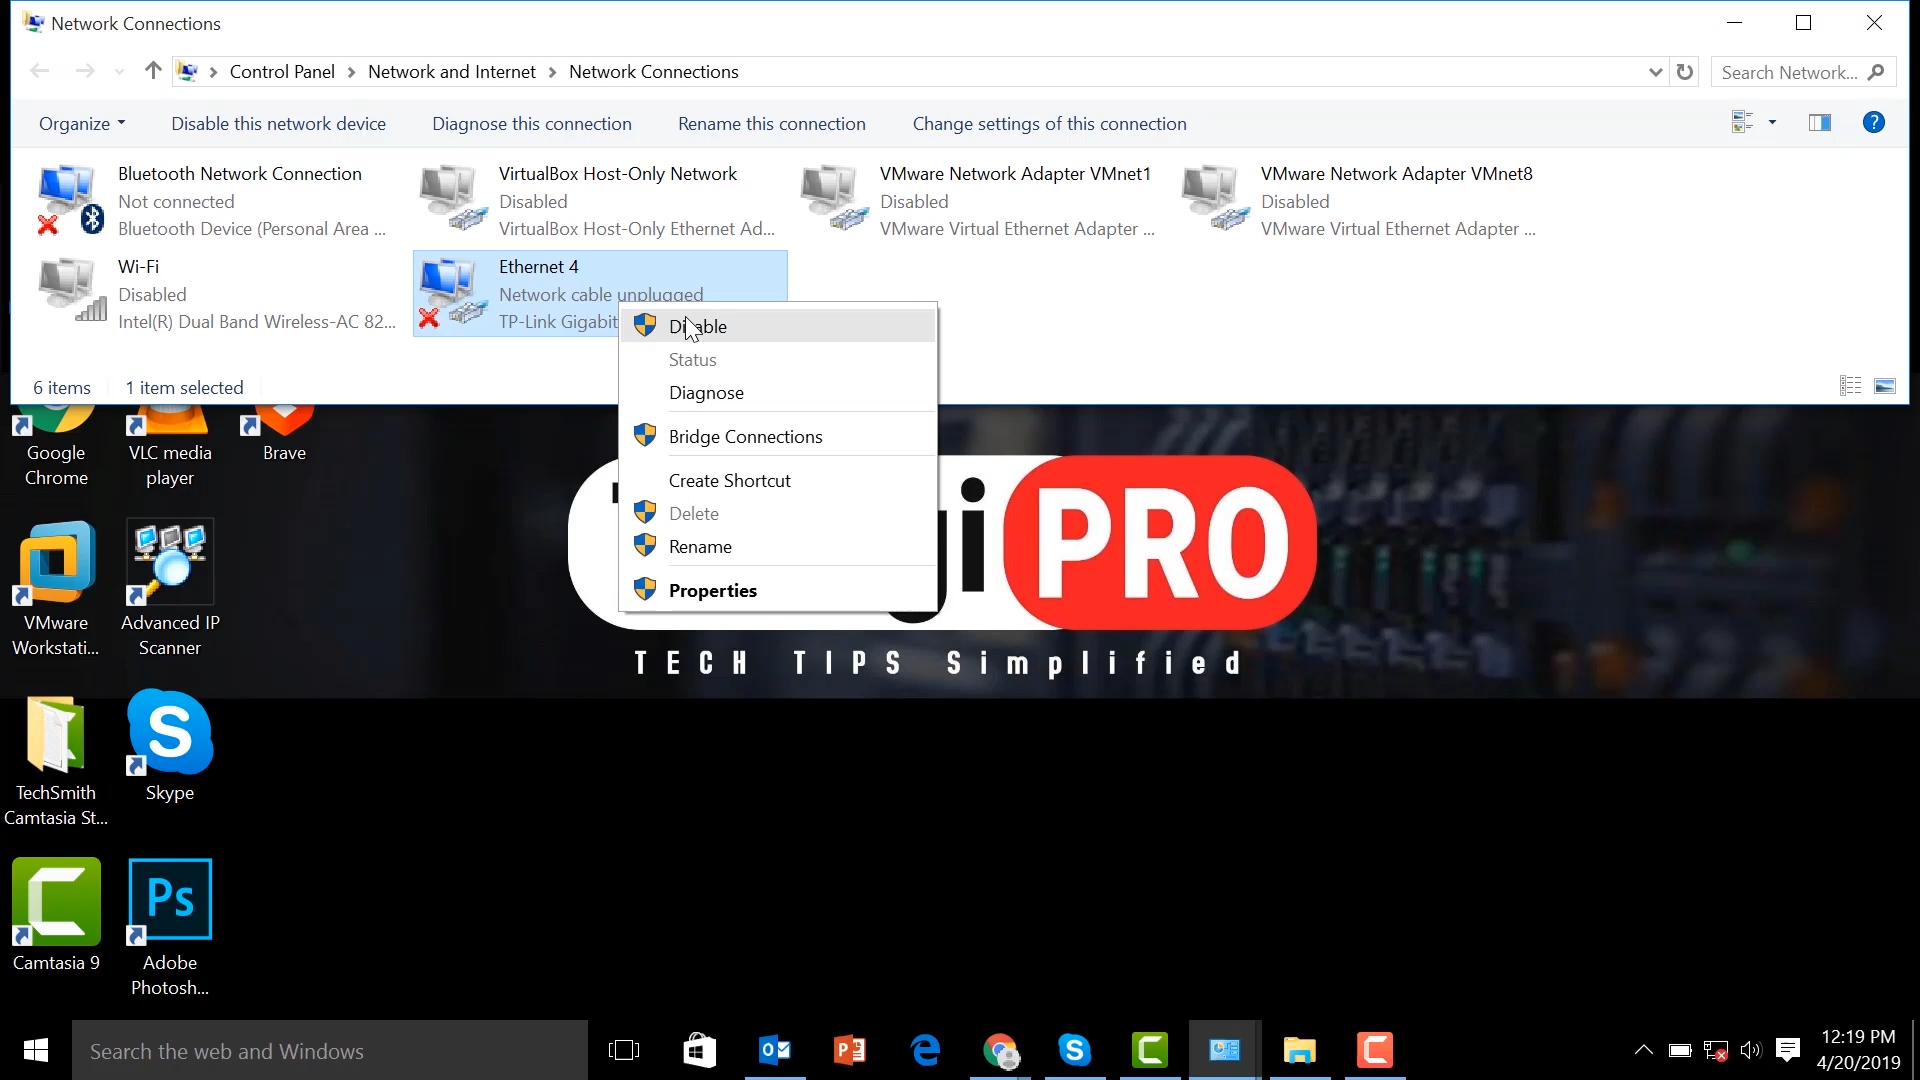 Network Connections
Control Panel > Network and Internet > Network Connections
Search Network...
Organize
Disable this network device
Diagnose this connection
Rename this connection
Change settings of this connection
Bluetooth Network Connection
Not connected
Bluetooth Device (Personal Area ...
VirtualBox Host-Only Network
Disabled
VirtualBox Host-Only Ethernet Ad...
VMware Network Adapter VMnet1
Disabled
VMware Virtual Ethernet Adapter ...
VMware Network Adapter VMnet8
Disabled
VMware Virtual Ethernet Adapter ...
Wi-Fi
Disabled
Intel(R) Dual Band Wireless-AC 82...
Ethernet 4
Network cable unplugged
TP-Link Gigabit
Disable
Status
Diagnose
Bridge Connections
Create Shortcut
Delete
Rename
Properties
6 items
1 item selected
Google
Chrome
VLC media
player
Brave
PRO
TECH TIPS Simplified
VMware
Workstati...
Advanced IP
Scanner
TechSmith
Camtasia St...
S
Skype
Camtasia 9
Ps
Adobe
Photosh...
Search the web and Windows
12:19 PM
4/20/2019